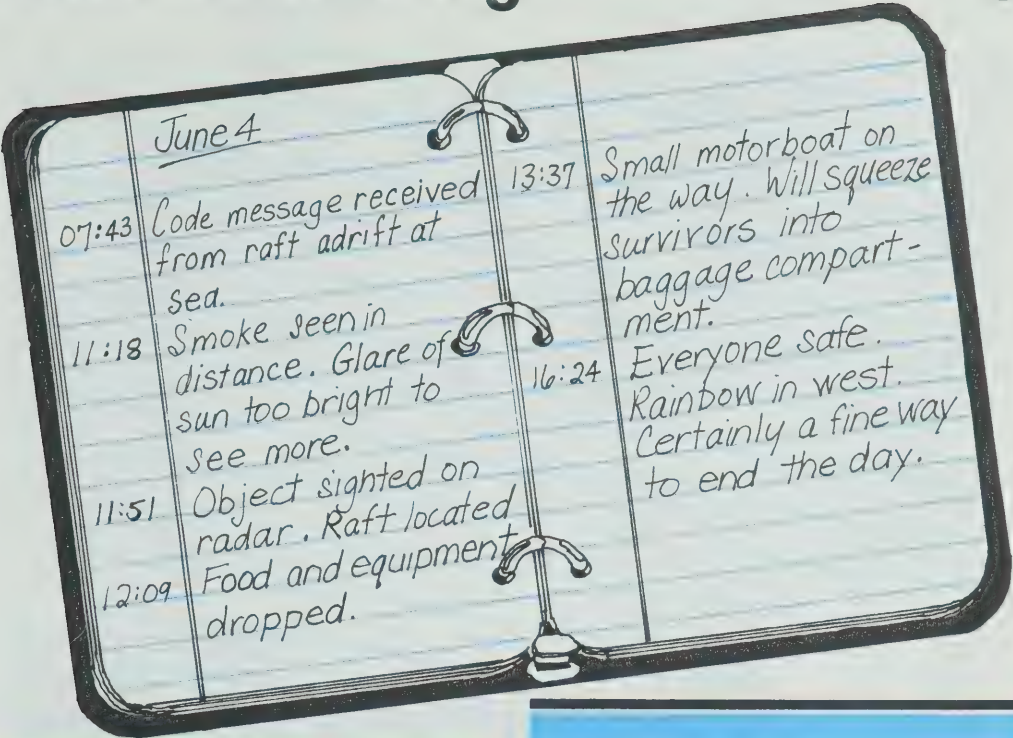 June 4
07:43 Code message received
from raft adrift at
sea.
11:18 Smoke seen in
distance. Glare of
sun too bright to
see more.
11:51 Object sighted on
radar. Raft located
12:09 Food and equipment
dropped.
13:37 Small motorboat on
the way. Will squeeze
survivors into
baggage compart-
ment.
16:24 Everyone safe.
Rainbow in west.
Certainly a fine way
to end the day.